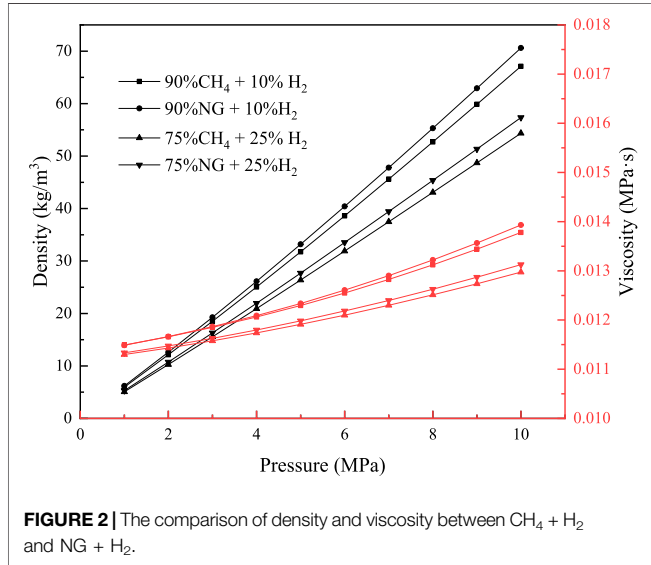 70
60
50
40
30
20
10
0
Density (kg/m³)
90%CH₄ + 10% H₂
90%NG + 10%H₂
75%CH₄ + 25% H₂
75%NG + 25%H₂
0.018
0.017
0.016
0.015
0.014
0.013
0.012
0.011
0.010
Viscosity (MPa·s)
0 2 4 6 8 10
Pressure (MPa)
FIGURE 2 | The comparison of density and viscosity between CH₄ + H₂
and NG + H₂.